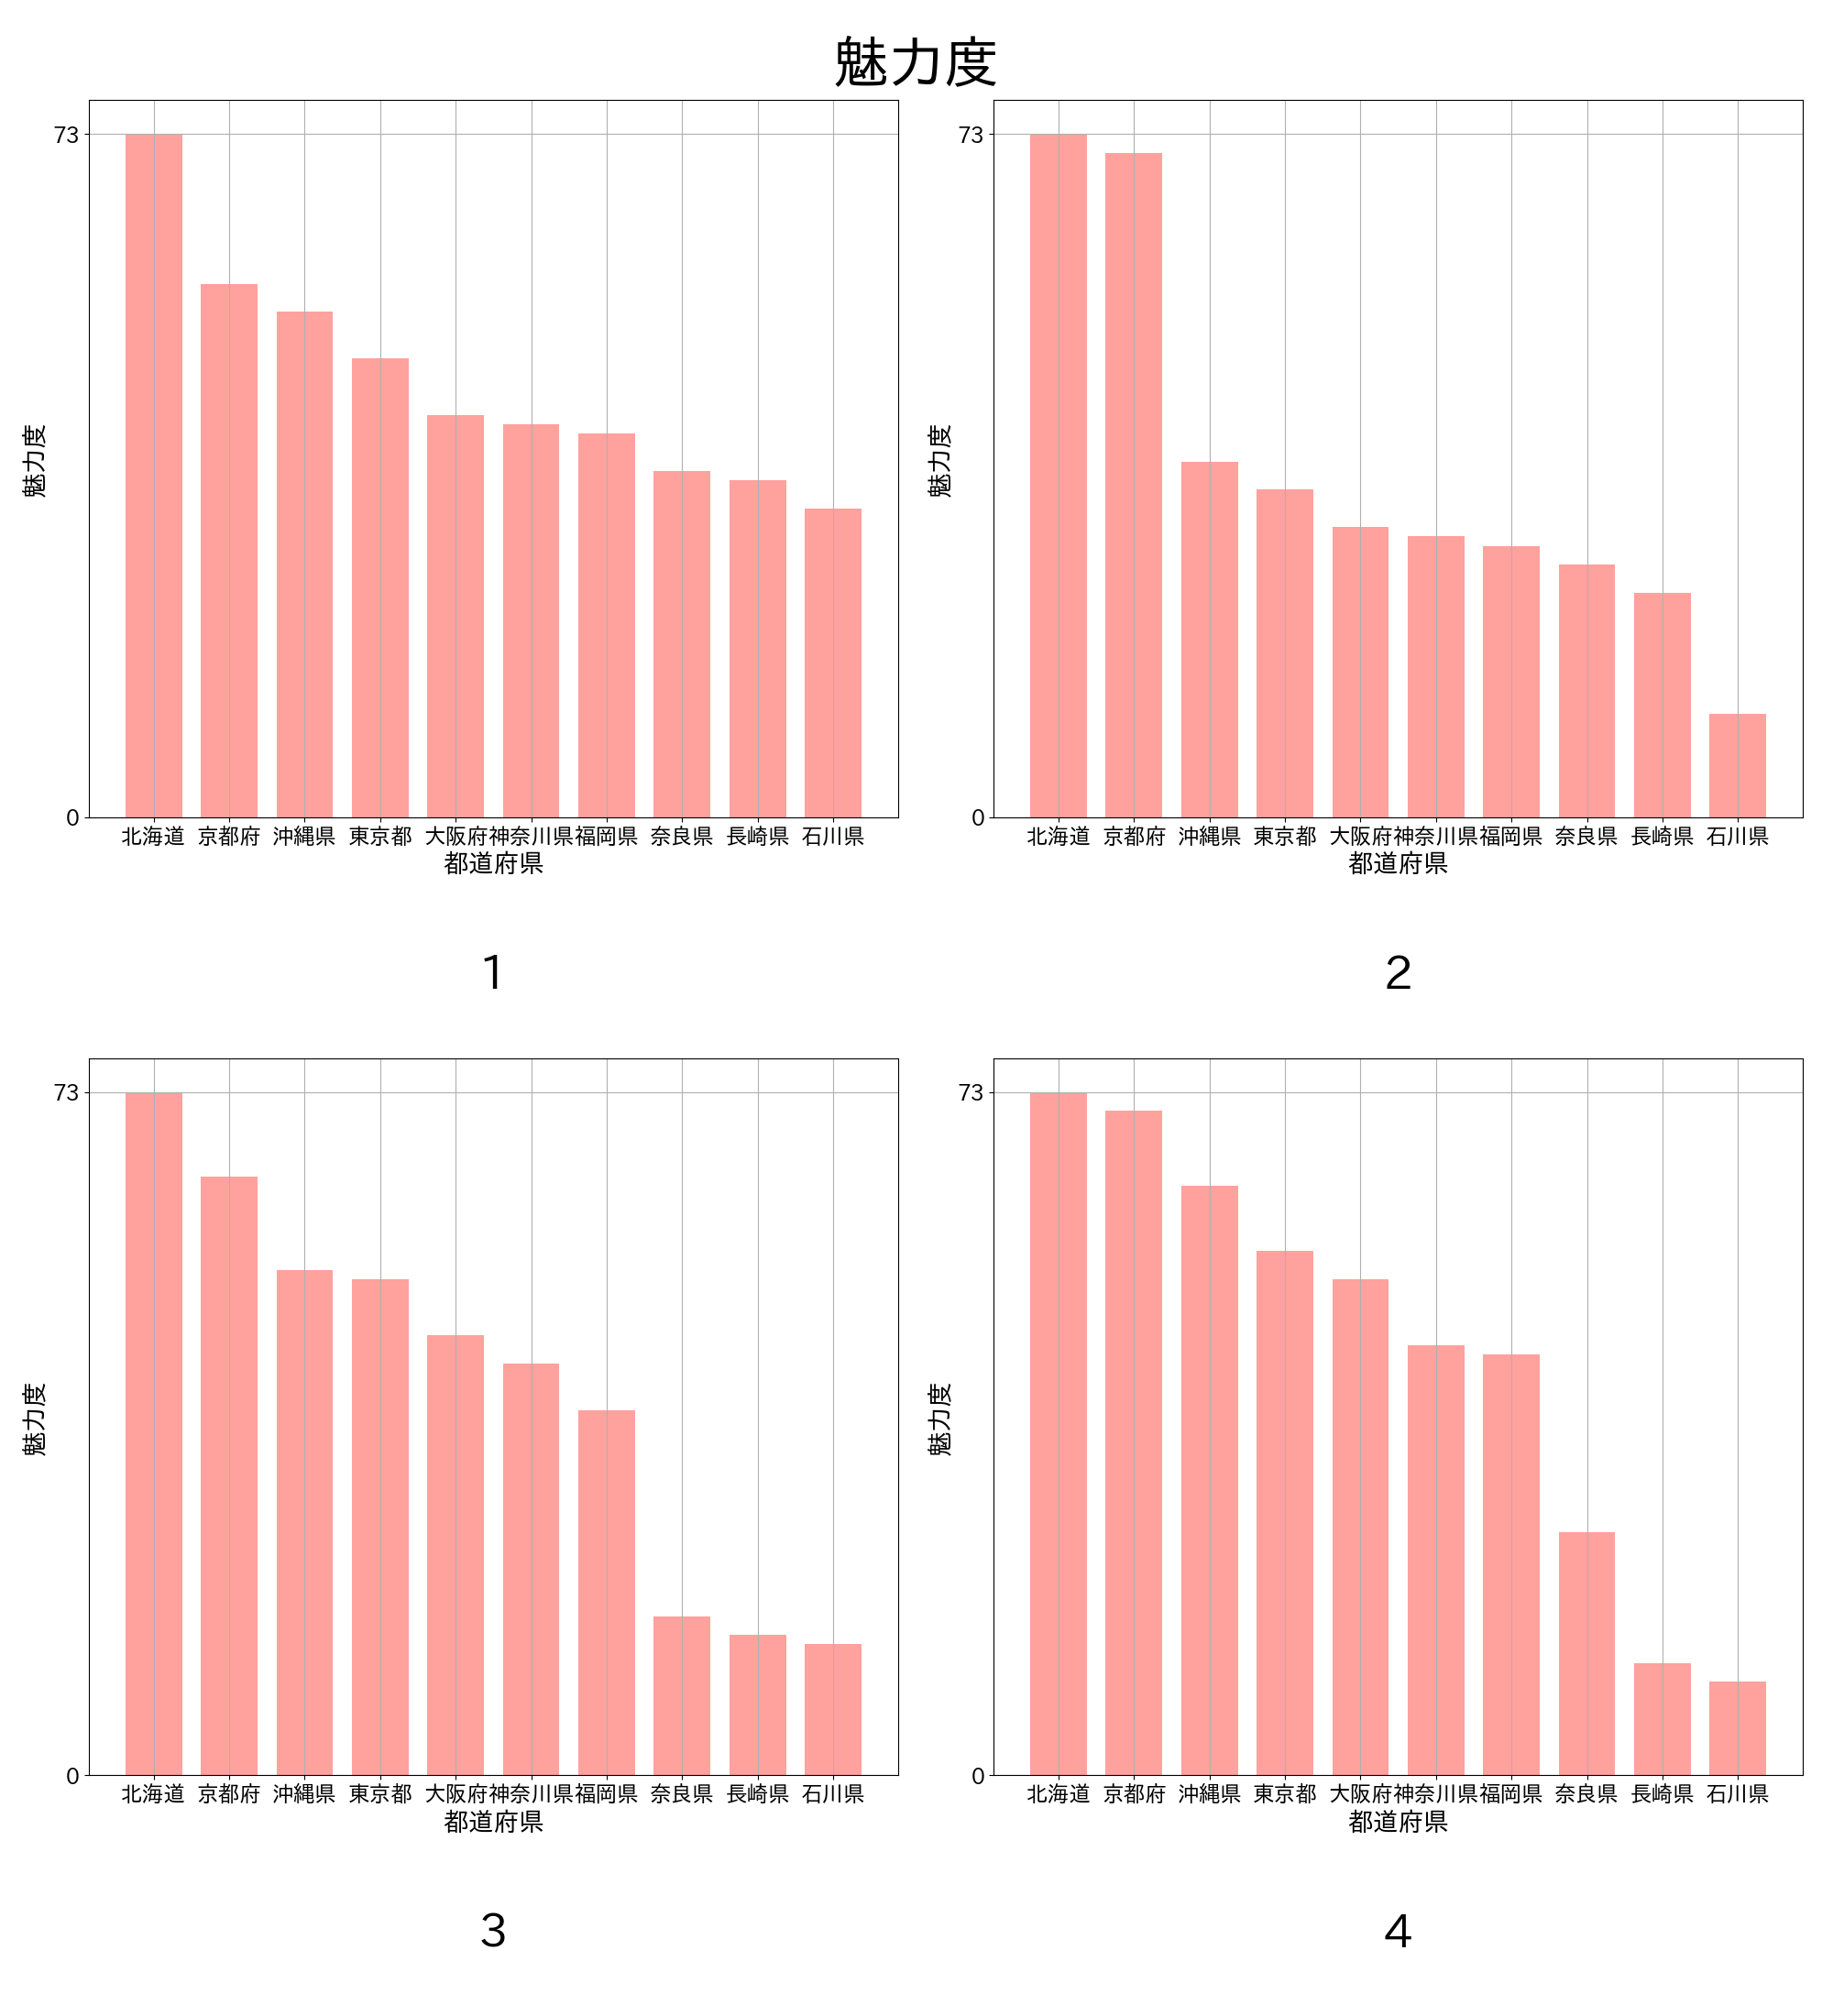 魅力度
73
0
魅力度
北海道 京都府 沖縄県 東京都 大阪府 神奈川県 福岡県 奈良県 長崎県 石川県
都道府県
1
73
0
魅力度
北海道 京都府 沖縄県 東京都 大阪府 神奈川県 福岡県 奈良県 長崎県 石川県
都道府県
2
73
0
魅力度
北海道 京都府 沖縄県 東京都 大阪府 神奈川県 福岡県 奈良県 長崎県 石川県
都道府県
3
73
0
魅力度
北海道 京都府 沖縄県 東京都 大阪府 神奈川県 福岡県 奈良県 長崎県 石川県
都道府県
4